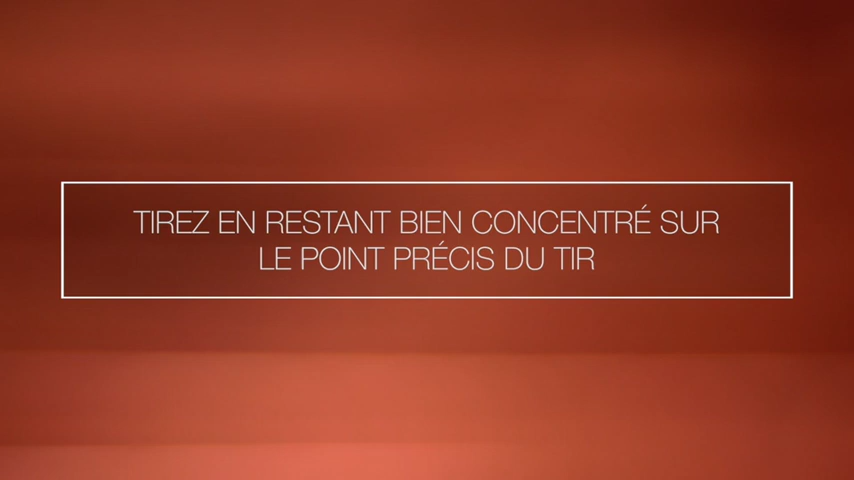 TIREZ EN RESTANT BIEN CONCENTRÉ SUR
LE POINT PRÉCIS DU TIR